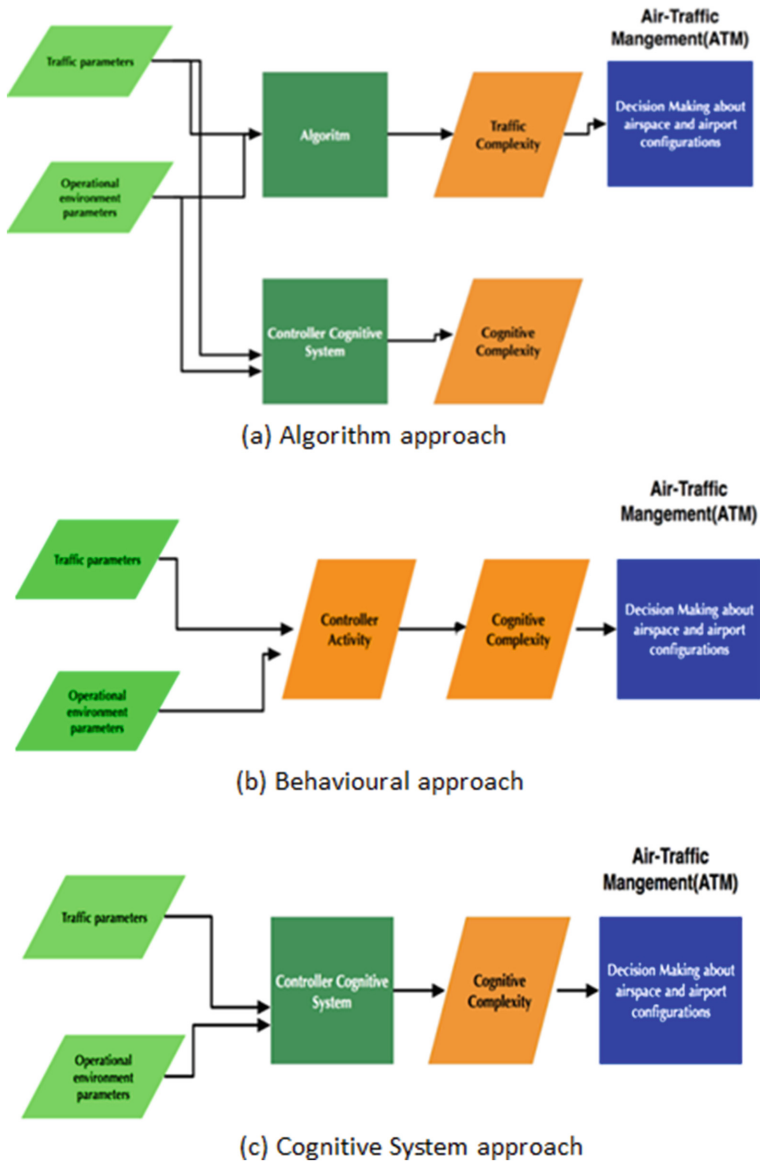 Air-Traffic
Mangement(ATM)
Traffic parameters
Algoritm
Traffic
Complexity
Decision Making about
airspace and airport
configurations
Operational
environment
parameters
Controller Cognitive
System
Cognitive
Complexity
(a) Algorithm approach
Air-Traffic
Mangement(ATM)
Traffic parameters
Controller
Activity
Cognitive
Complexity
Decision Making about
airspace and airport
configurations
Operational
environment
parameters
(b) Behavioural approach
Air-Traffic
Mangement(ATM)
Traffic parameters
Controller Cognitive
System
Cognitive
Complexity
Decision Making about
airspace and airport
configurations
Operational
environment
parameters
(c) Cognitive System approach